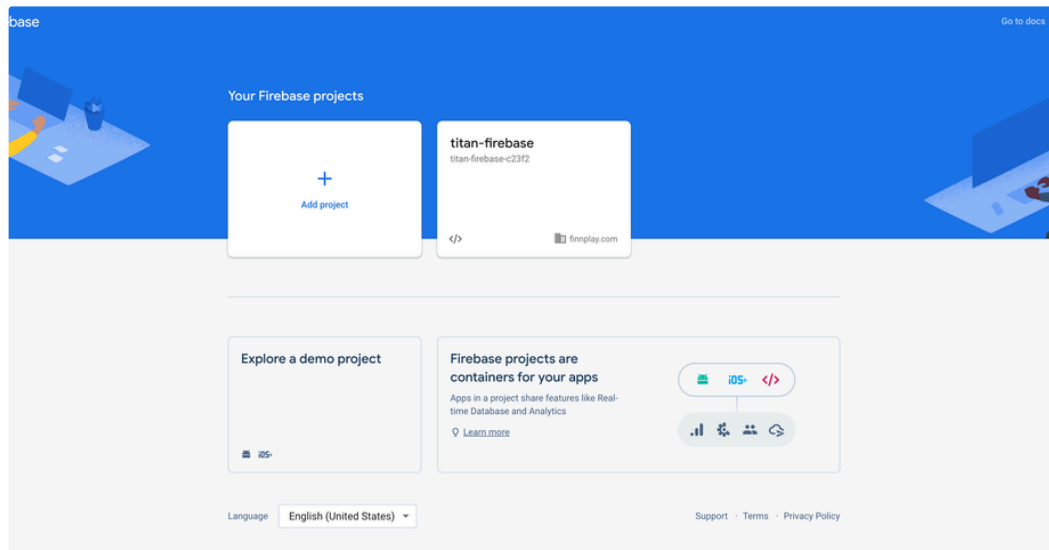 base
Go to docs
Your Firebase projects
Add project
titan-firebase
titan-firebase-c23f2
</>
finnplay.com
Explore a demo project
iOS+
Firebase projects are
containers for your apps
Apps in a project share features like Real-
time Database and Analytics
Learn more
iOS+ </>
Language English (United States)
Support · Terms · Privacy Policy